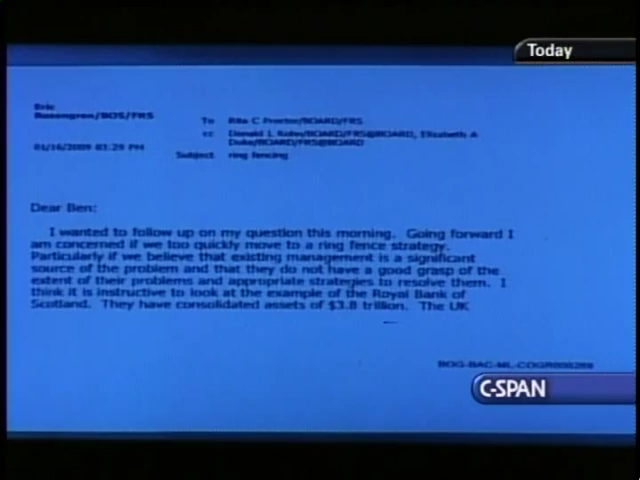 Today
Eric
Rosengren/BOS/FRS
To Rita C Proctor/BOARD/FRS
cc Donald L Kohn/BOARD/FRS@BOARD, Elizabeth A
Duke/BOARD/FRS@BOARD
01/16/2009 03:29 PM
Subject ring fencing
Dear Ben:
I wanted to follow up on my question this morning. Going forward I
am concerned if we too quickly move to a ring fence strategy.
Particularly if we believe that existing management is a significant
source of the problem and that they do not have a good grasp of the
extent of their problems and appropriate strategies to resolve them. I
think it is instructive to look at the example of the Royal Bank of
Scotland. They have consolidated assets of $3.8 trillion. The UK
C-SPAN